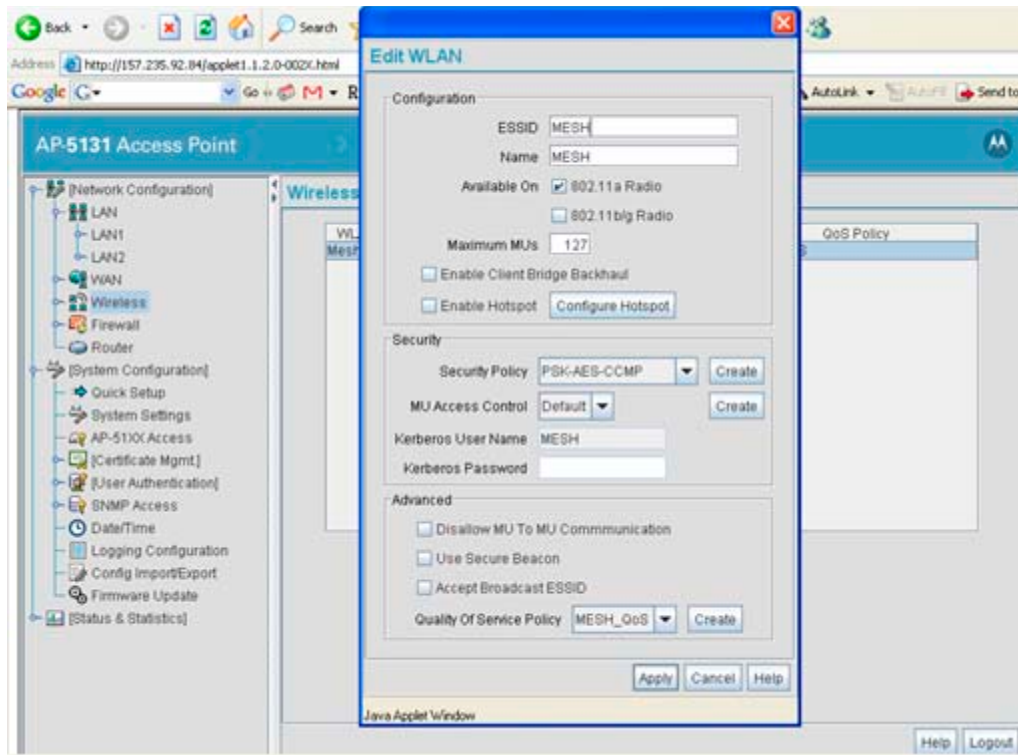 Back
Search
Edit WLAN
Address http://157.235.92.84/applet1.1.2.0-002X.html
Google G
Go
R
AutoLink
AutoFill
Send to
AP-5131 Access Point
Configuration
ESSID MESH
Name MESH
Available On 802.11a Radio
802.11b/g Radio
Maximum MUs 127
Enable Client Bridge Backhaul
Enable Hotspot Configure Hotspot
Security
Security Policy PSK-AES-CCMP Create
MU Access Control Default Create
Kerberos User Name MESH
Kerberos Password
Advanced
Disallow MU To MU Commmunication
Use Secure Beacon
Accept Broadcast ESSID
Quality Of Service Policy MESH_QoS Create
Apply Cancel Help
Java Applet Window
[Network Configuration]
LAN
LAN1
LAN2
WAN
Wireless
Firewall
Router
[System Configuration]
Quick Setup
System Settings
AP-51XX Access
[Certificate Mgmt.]
[User Authentication]
SNMP Access
Date/Time
Logging Configuration
Config Import/Export
Firmware Update
[Status & Statistics]
Wireless
WL
Mesh
QoS Policy
S
Help Logout